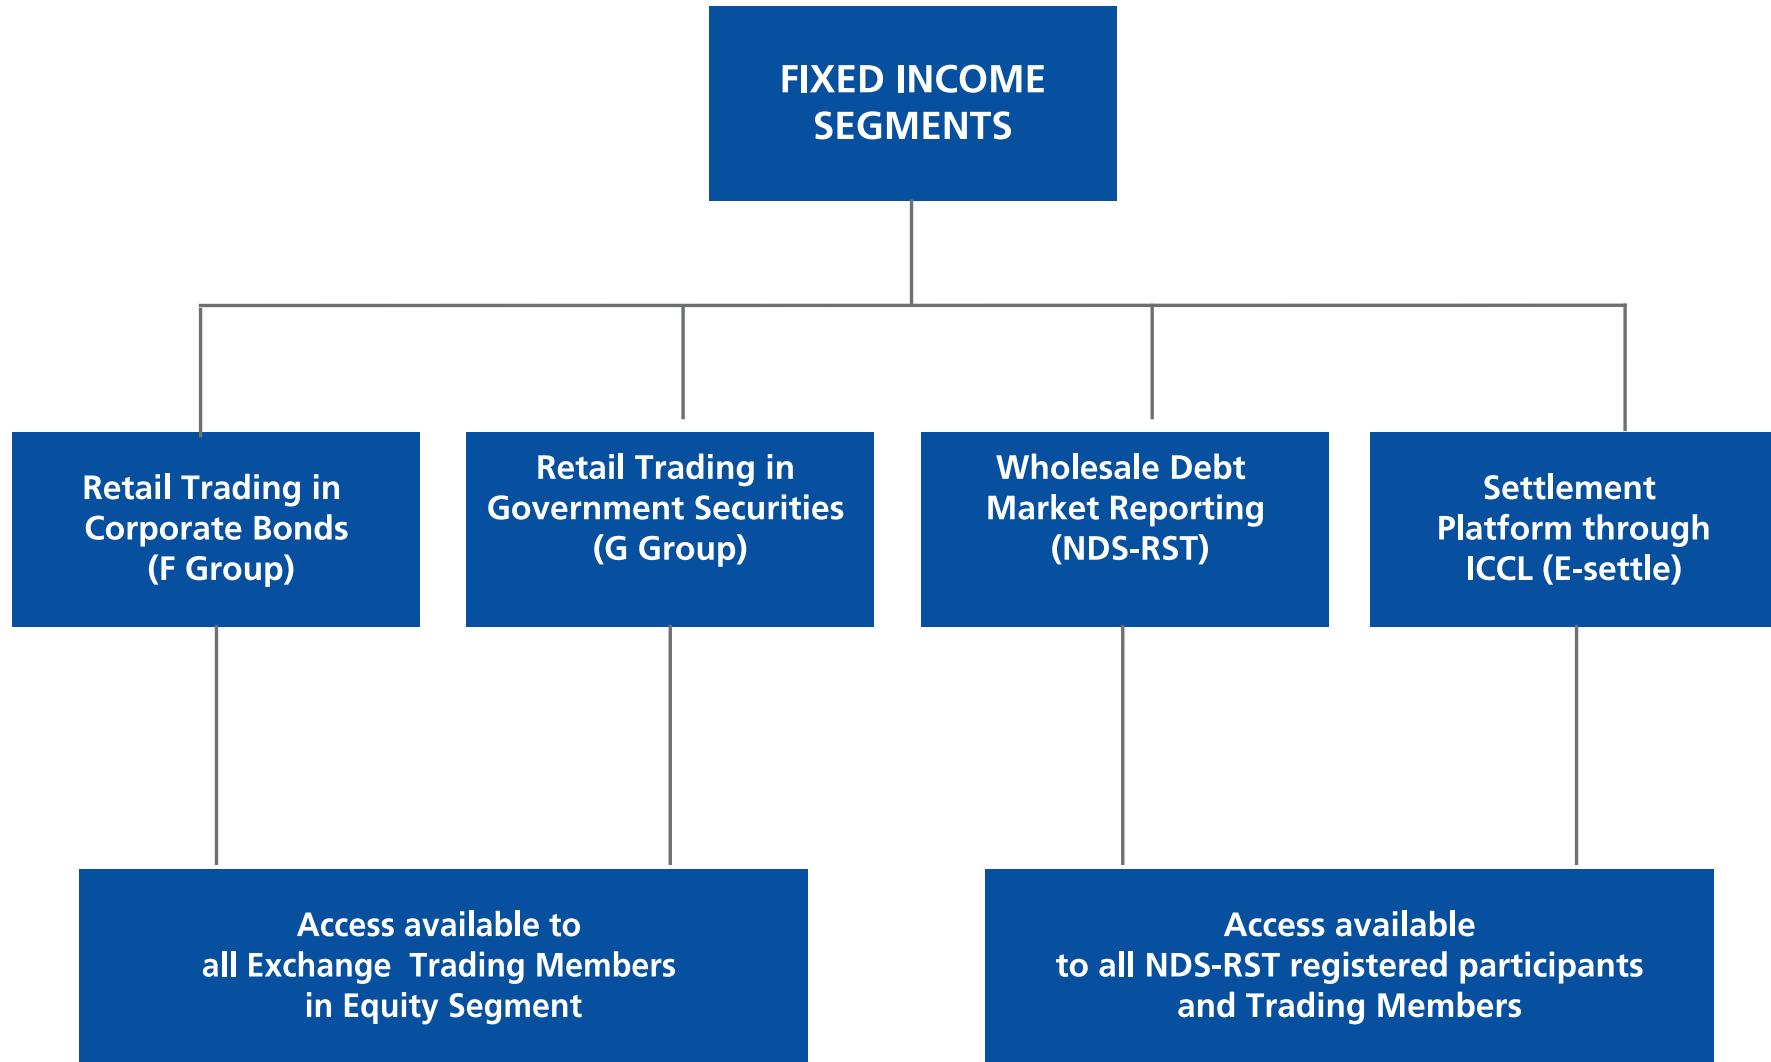 FIXED INCOME
SEGMENTS
Retail Trading in
Corporate Bonds
(F Group)
Retail Trading in
Government Securities
(G Group)
Wholesale Debt
Market Reporting
(NDS-RST)
Settlement
Platform through
ICCL (E-settle)
Access available to
all Exchange Trading Members
in Equity Segment
Access available
to all NDS-RST registered participants
and Trading Members